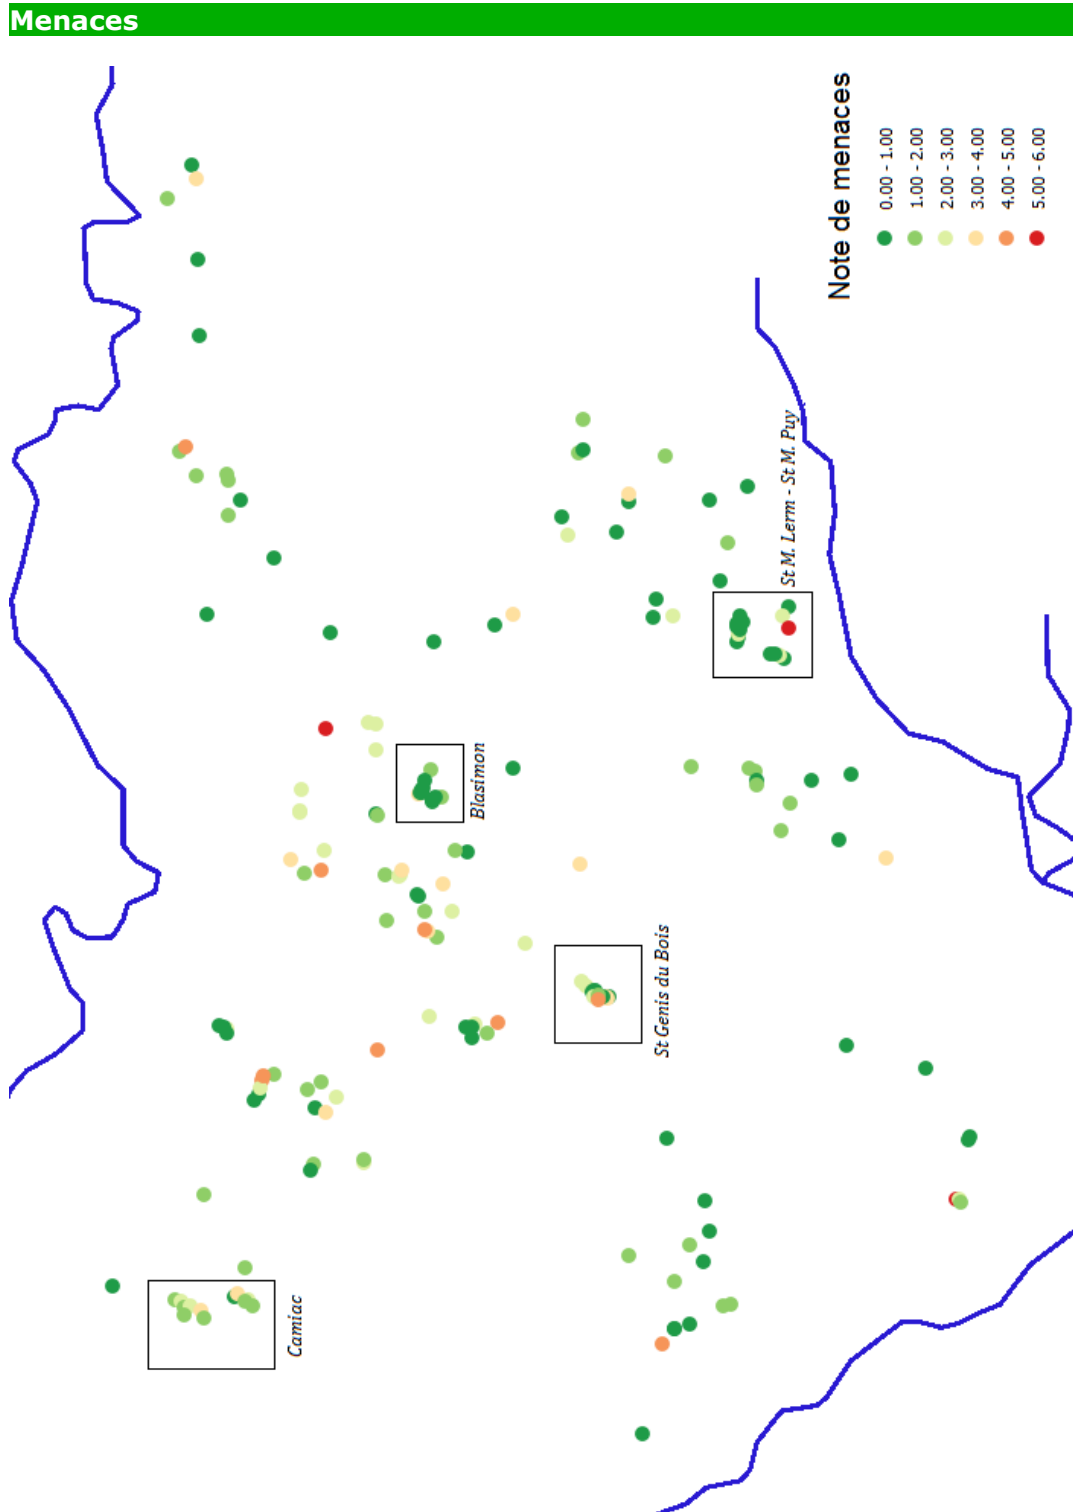 Menaces
Note de menaces
0.00 - 1.00
1.00 - 2.00
2.00 - 3.00
3.00 - 4.00
4.00 - 5.00
5.00 - 6.00
St M. Lerm - St M. Puy
Blasimon
St Genis du Bois
Camiac